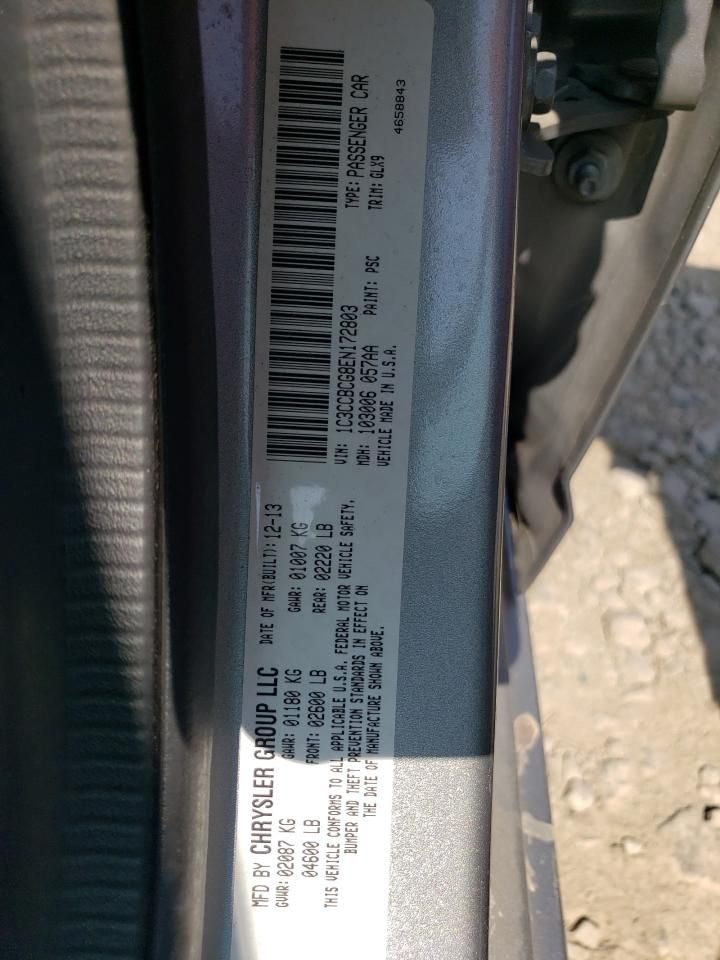 MFD BY CHRYSLER GROUP LLC DATE OF MFR(BUILT): 12-13
GVWR: 02087 KG GAWR: 01180 KG GAWR: 01007 KG
04600 LB FRONT: 02600 LB REAR: 02220 LB
THIS VEHICLE CONFORMS TO ALL APPLICABLE U.S.A. FEDERAL MOTOR VEHICLE SAFETY,
BUMPER AND THEFT PREVENTION STANDARDS IN EFFECT ON
THE DATE OF MANUFACTURE SHOWN ABOVE.
VIN: 1C3CCBCG8EN172803 TYPE: PASSENGER CAR
MDH: 103006 057AA PAINT: PSC TRIM: GLX9
VEHICLE MADE IN U.S.A. 4658843